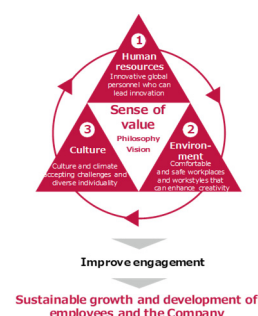 1
Human
resources
Innovative global
personnel who can
lead innovation
Sense of
value
Philosophy
Vision
3
Culture
Culture and climate
accepting challenges and
diverse individuality
2
Environ-
ment
Comfortable
and safe workplaces
and workstyles that
can enhance creativity
Improve engagement
Sustainable growth and development of
employees and the Company